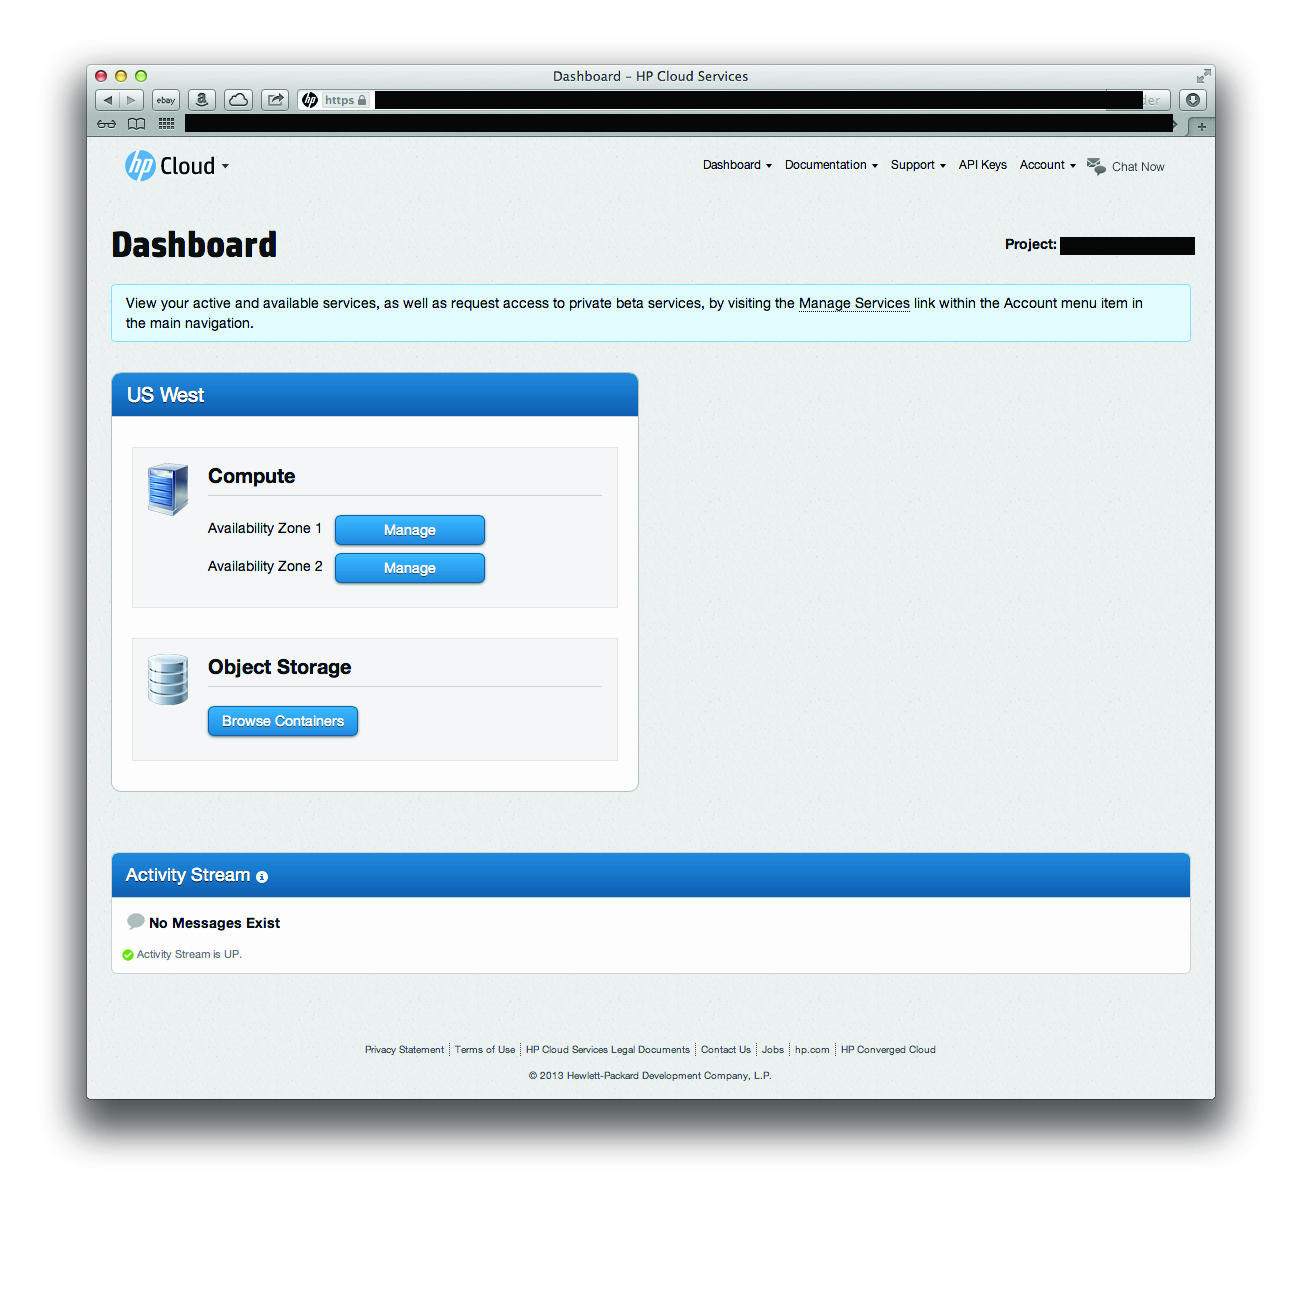 Dashboard – HP Cloud Services
ebay
a
hp
https
der
hp Cloud
Dashboard Documentation Support API Keys Account Chat Now
Dashboard
Project:
View your active and available services, as well as request access to private beta services, by visiting the Manage Services link within the Account menu item in
the main navigation.
US West
Compute
Availability Zone 1 Manage
Availability Zone 2 Manage
Object Storage
Browse Containers
Activity Stream
No Messages Exist
Activity Stream is UP.
Privacy Statement Terms of Use HP Cloud Services Legal Documents Contact Us Jobs hp.com HP Converged Cloud
© 2013 Hewlett-Packard Development Company, L.P.